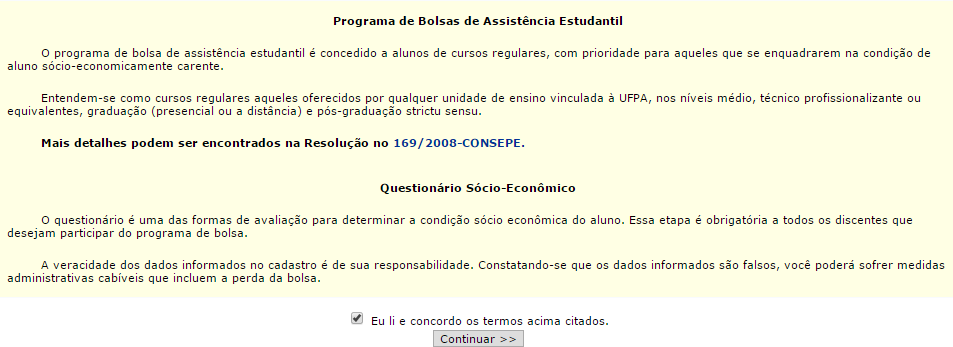 Programa de Bolsas de Assistência Estudantil
O programa de bolsa de assistência estudantil é concedido a alunos de cursos regulares, com prioridade para aqueles que se enquadrarem na condição de
aluno sócio-economicamente carente.
Entendem-se como cursos regulares aqueles oferecidos por qualquer unidade de ensino vinculada à UFPA, nos níveis médio, técnico profissionalizante ou
equivalentes, graduação (presencial ou a distância) e pós-graduação strictu sensu.
Mais detalhes podem ser encontrados na Resolução no 169/2008-CONSEPE.
Questionário Sócio-Econômico
O questionário é uma das formas de avaliação para determinar a condição sócio econômica do aluno. Essa etapa é obrigatória a todos os discentes que
desejam participar do programa de bolsa.
A veracidade dos dados informados no cadastro é de sua responsabilidade. Constatando-se que os dados informados são falsos, você poderá sofrer medidas
administrativas cabíveis que incluem a perda da bolsa.
Eu li e concordo os termos acima citados.
Continuar >>